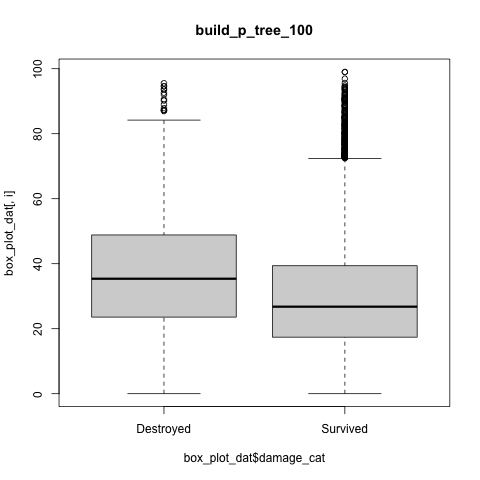 build_p_tree_100
box_plot_dat[, i]
100
80
60
40
20
0
Destroyed
Survived
box_plot_dat$damage_cat